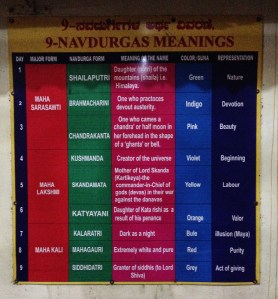 9-NAVDURGAS MEANINGS
DAY MAJOR FORM NAVDURGA FORM MEANING OF THE NAME COLOR/GUNA REPRESENTATION
1 SHAILAPUTRI Daughter of the mountains (shaila) i.e. Himalaya. Green Nature
2 MAHA SARASWTI BRAHMACHARINI One who practoces devotional austerity. Indigo Devotion
3 CHANDRAKANTA One who comes a chandra or half moon in her forehead in the shape of a 'ghanta' or bell. Pink Beauty
4 KUSHMANDA Creator of the universe Violet Beginning
5 MAHA LAKSHMI SKANDAMATA Mother of Lord Skanda (Kartikeya)-the commander-in-Chief of gods (devas) in their war against the danavas Yellow Labour
6 KATYAYANI Daughter of Kata rishi as a result of his penance Orange Valor
7 KALARATRI Dark as a night Bule illusion (Maya)
8 MAHA KALI MAHAGAURI Extremely white and pure Red Purity
9 SIDDHIDATRI Grantor of siddhis (to Lord Shiva) Grey Act of giving